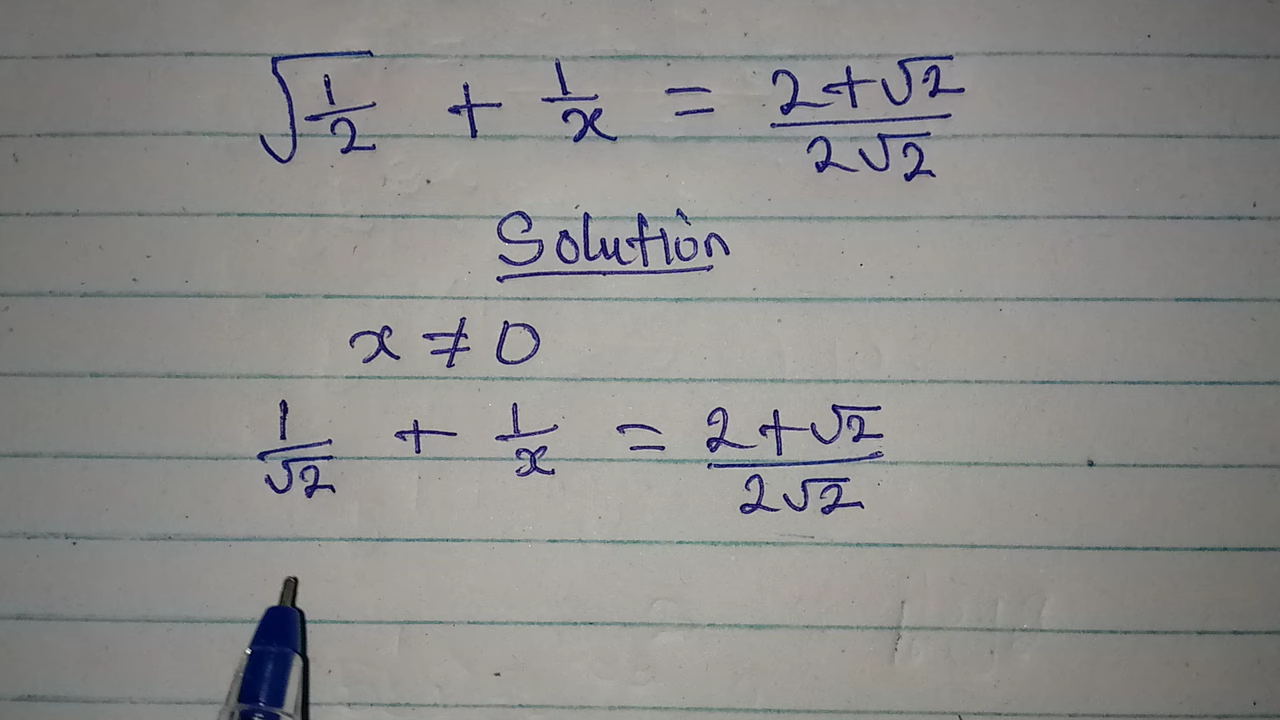 √(1/2) + 1/x = (2+√2)/(2√2)
Solution
x ≠ 0
1/√2 + 1/x = (2+√2)/(2√2)